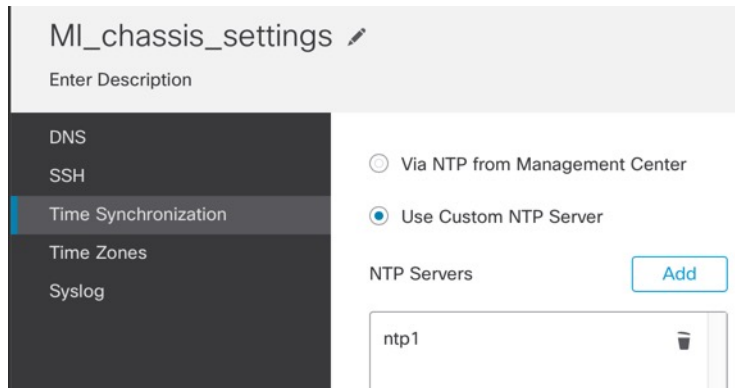 MI_chassis_settings
Enter Description
DNS
SSH
Time Synchronization
Time Zones
Syslog
Via NTP from Management Center
Use Custom NTP Server
NTP Servers
Add
ntp1